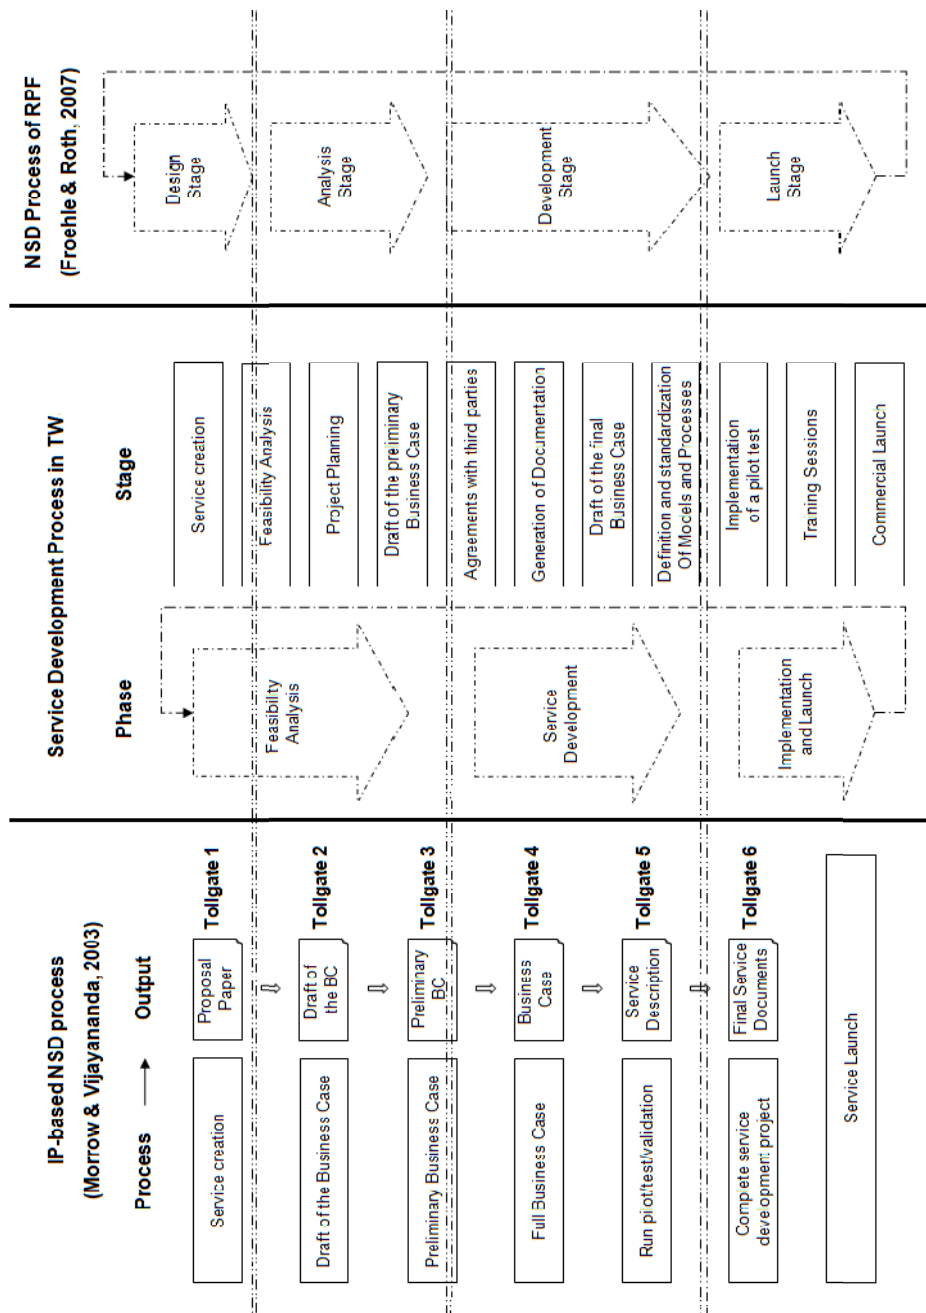 IP-based NSD process
(Morrow & Vijayananda, 2003)
Process
Output
Service creation
Proposal
Paper
Tollgate 1
Draft of the Business Case
Draft of
the BC
Tollgate 2
Preliminary Business Case
Preliminary
BC
Tollgate 3
Full Business Case
Business
Case
Tollgate 4
Run pilot/test/validation
Service
Description
Tollgate 5
Complete service
development project
Final Service
Documents
Tollgate 6
Service Launch
Service Development Process in TW
Phase
Stage
Feasibility
Analysis
Service
Development
Implementation
and Launch
Service creation
Feasibility Analysis
Project Planning
Draft of the preliminary
Business Case
Agreements with third parties
Generation of Documentation
Draft of the final
Business Case
Definition and standardization
Of Models and Processes
Implementation
of a pilot test
Training Sessions
Commercial Launch
NSD Process of RPF
(Froehle & Roth, 2007)
Design
Stage
Analysis
Stage
Development
Stage
Launch
Stage